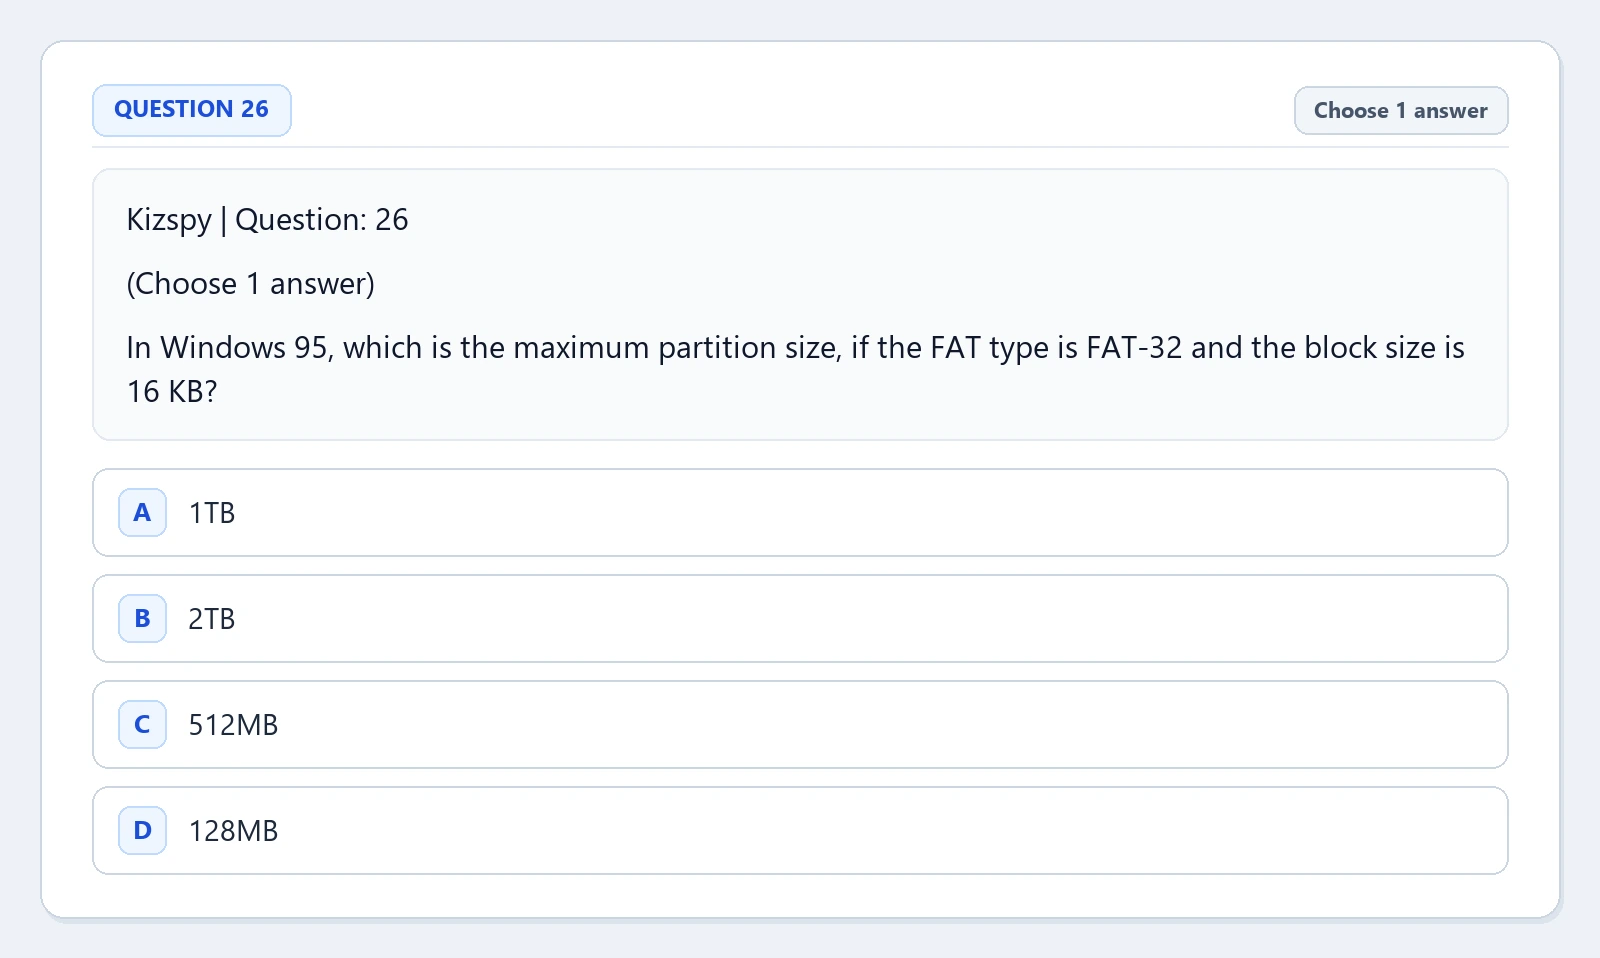 QUESTION 26
Choose 1 answer
Kizspy | Question: 26
(Choose 1 answer)
In Windows 95, which is the maximum partition size, if the FAT type is FAT-32 and the block size is
16 KB?
A 1TB
B 2TB
C 512MB
D 128MB